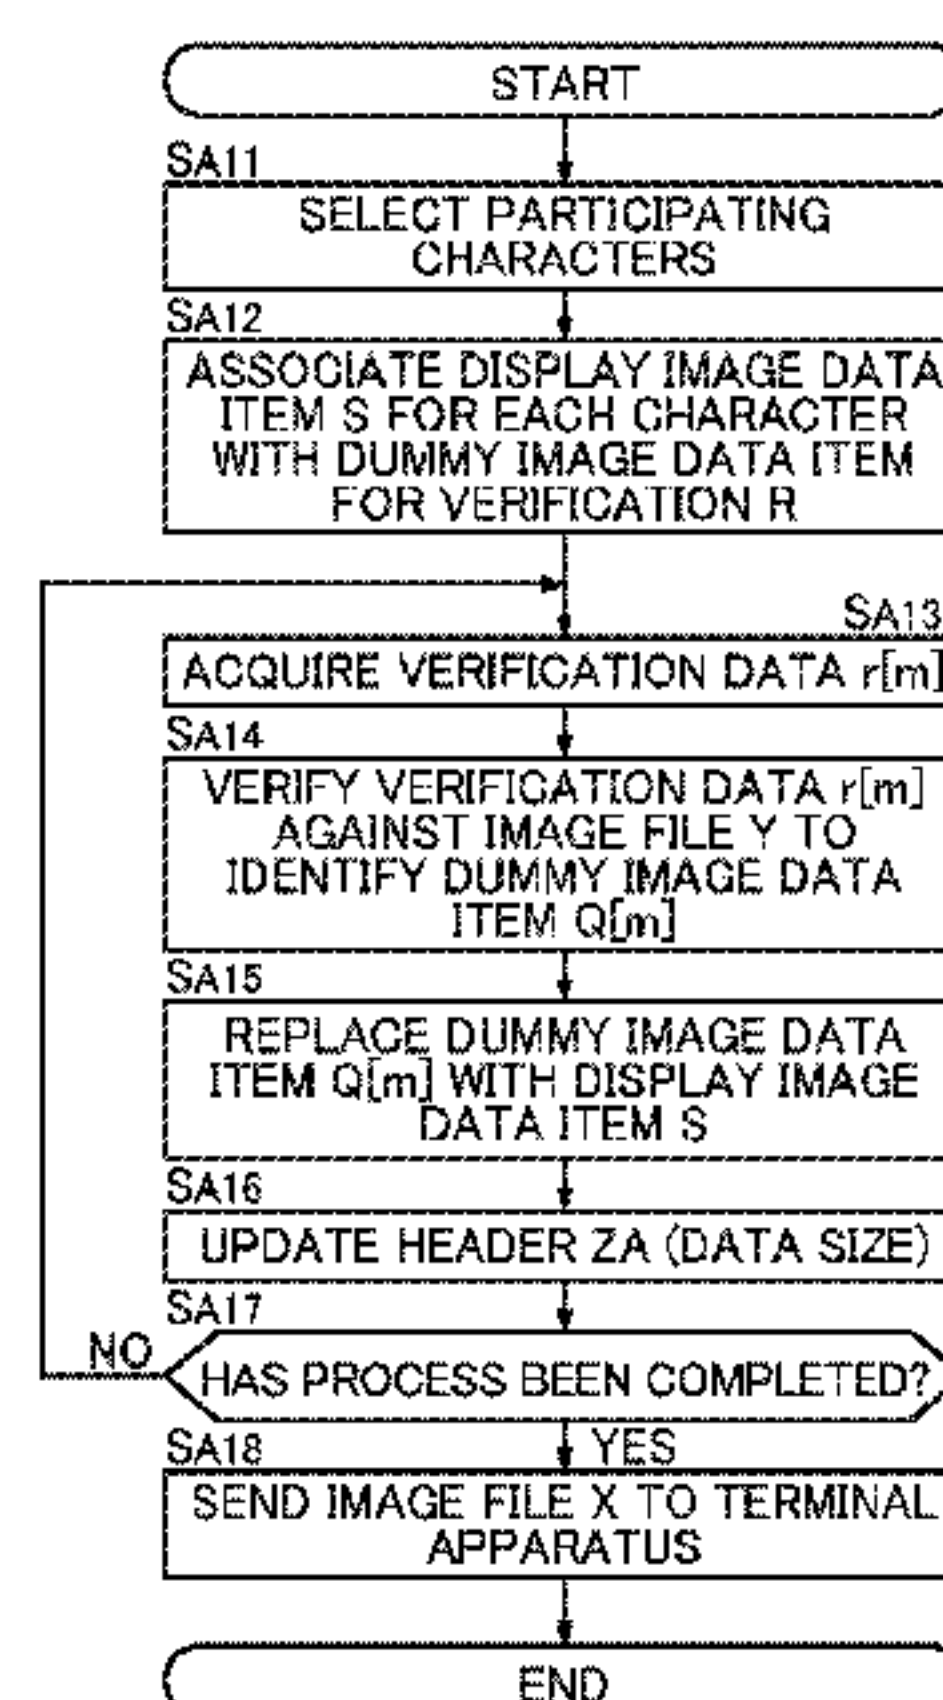 START
SA11
SELECT PARTICIPATING
CHARACTERS
SA12
ASSOCIATE DISPLAY IMAGE DATA
ITEM S FOR EACH CHARACTER
WITH DUMMY IMAGE DATA ITEM
FOR VERIFICATION R
SA13
ACQUIRE VERIFICATION DATA r[m]
SA14
VERIFY VERIFICATION DATA r[m]
AGAINST IMAGE FILE Y TO
IDENTIFY DUMMY IMAGE DATA
ITEM Q[m]
SA15
REPLACE DUMMY IMAGE DATA
ITEM Q[m] WITH DISPLAY IMAGE
DATA ITEM S
SA16
UPDATE HEADER ZA (DATA SIZE)
SA17
NO
HAS PROCESS BEEN COMPLETED?
SA18
YES
SEND IMAGE FILE X TO TERMINAL
APPARATUS
END